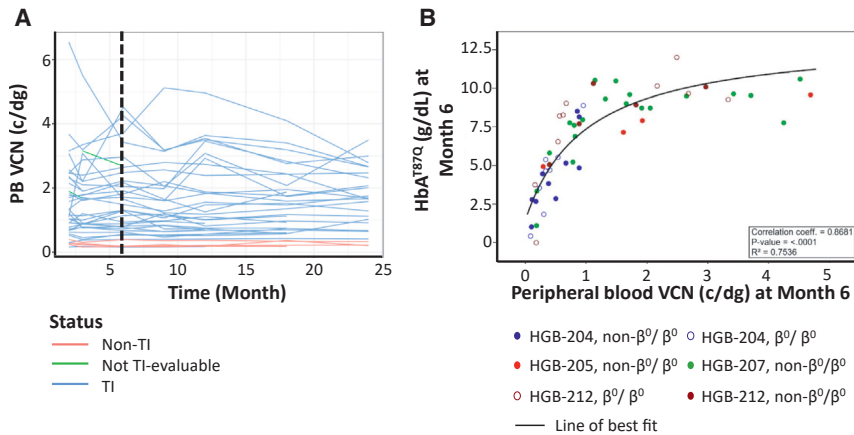 A
PB VCN (c/dg)
6
4
2
0
5
10
15
20
25
Time (Month)
Status
Non-TI
Not TI-evaluable
TI
B
HbAᵀ⁸⁷Q (g/dL) at
Month 6
12.5
10.0
7.5
5.0
2.5
0
0
1
2
3
4
5
Correlation coeff. = 0.8681
P-value = <.0001
R² = 0.7536
Peripheral blood VCN (c/dg) at Month 6
HGB-204, non-β⁰/ β⁰
HGB-204, β⁰/ β⁰
HGB-205, non-β⁰/ β⁰
HGB-207, non-β⁰/β⁰
HGB-212, β⁰/ β⁰
HGB-212, non-β⁰/β⁰
Line of best fit